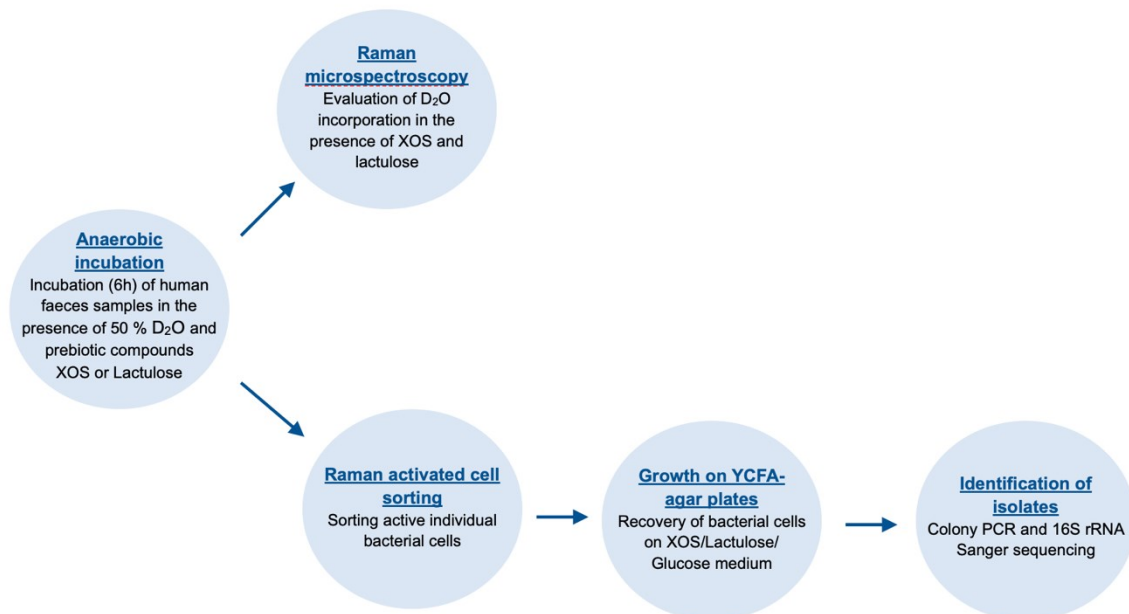 Raman
microspectroscopy
Evaluation of D₂O
incorporation in the
presence of XOS and
lactulose
Anaerobic
incubation
Incubation (6h) of human
faeces samples in the
presence of 50 % D₂O and
prebiotic compounds
XOS or Lactulose
Raman activated cell
sorting
Sorting active individual
bacterial cells
Growth on YCFA-
agar plates
Recovery of bacterial cells
on XOS/Lactulose/
Glucose medium
Identification of
isolates
Colony PCR and 16S rRNA
Sanger sequencing